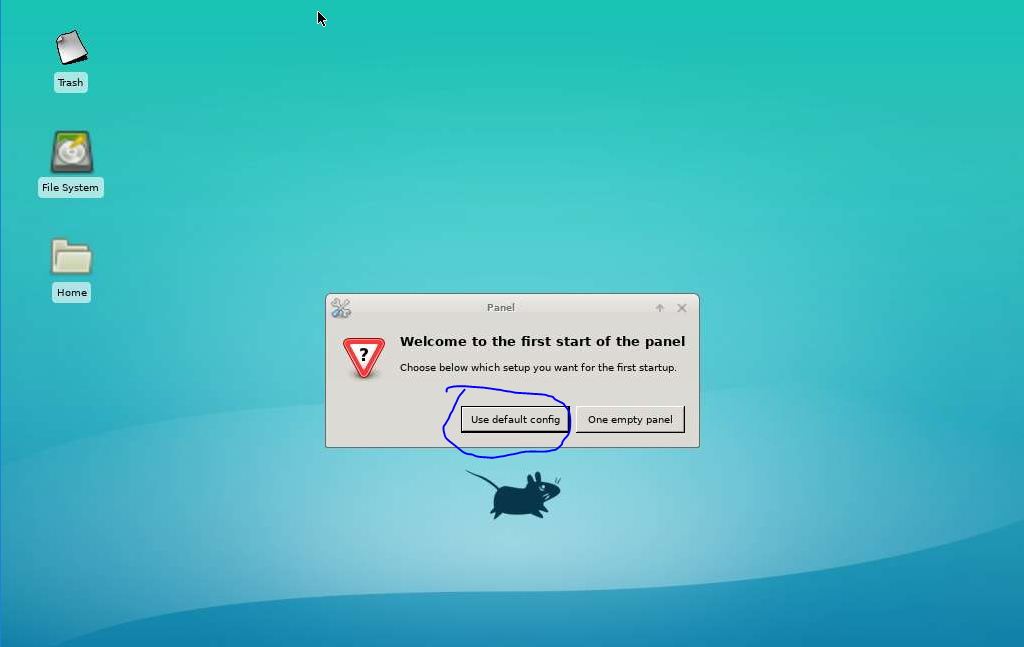 Trash
File System
Home
Panel
Welcome to the first start of the panel
Choose below which setup you want for the first startup.
Use default config
One empty panel